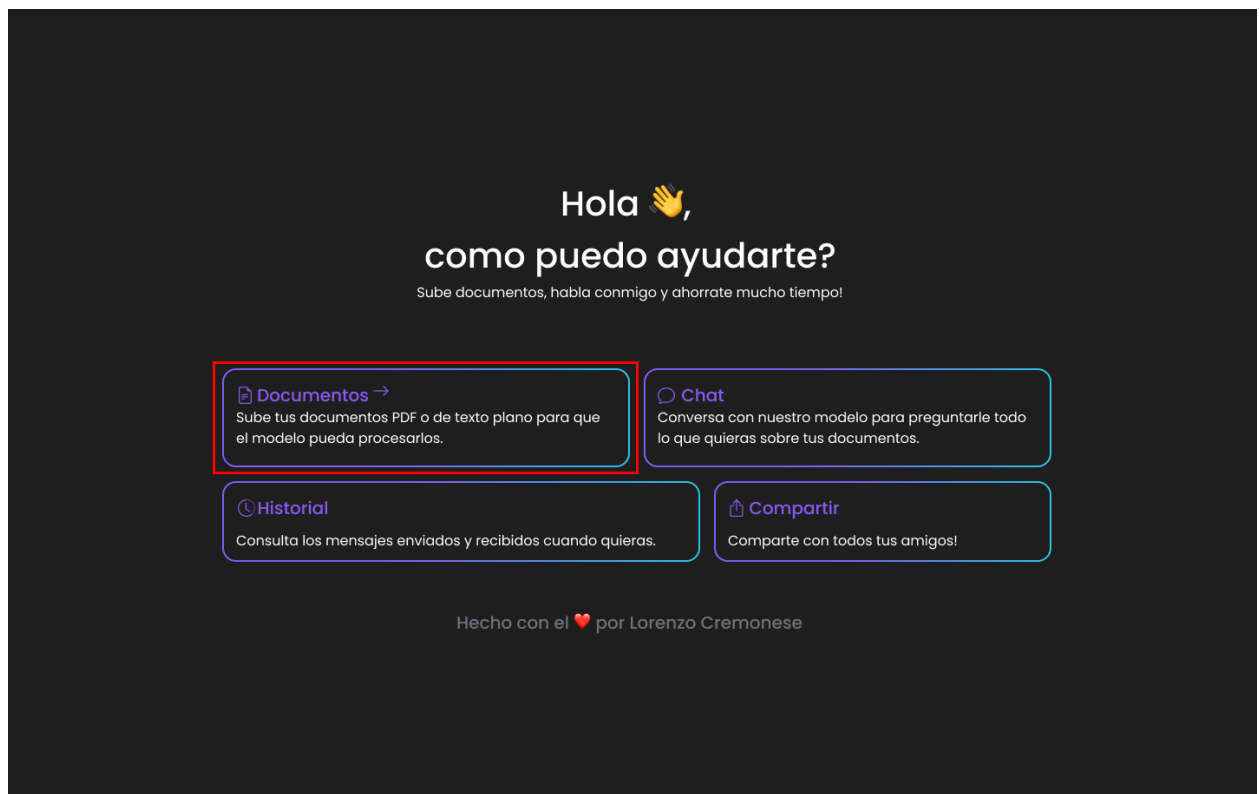 Hola 👋,
como puedo ayudarte?
Sube documentos, habla conmigo y ahorrate mucho tiempo!
Documentos →
Sube tus documentos PDF o de texto plano para que
el modelo pueda procesarlos.
Chat
Conversa con nuestro modelo para preguntarle todo
lo que quieras sobre tus documentos.
Historial
Consulta los mensajes enviados y recibidos cuando quieras.
Compartir
Comparte con todos tus amigos!
Hecho con el ❤️ por Lorenzo Cremonese